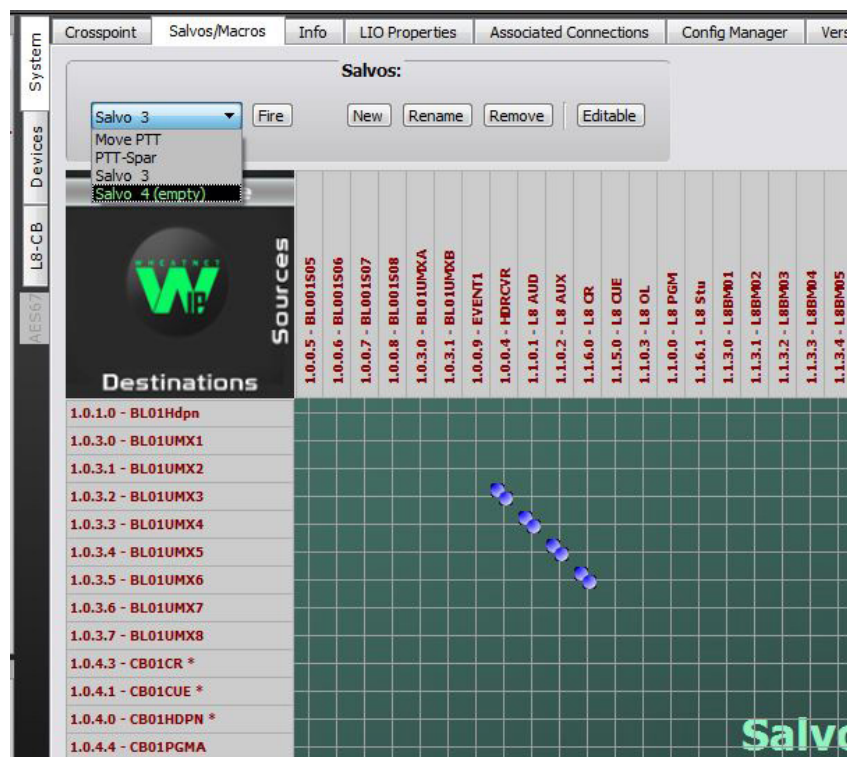 System
Devices
L8-CB
AES67
Crosspoint
Salvos/Macros
Info
LIO Properties
Associated Connections
Config Manager
Vers
Salvos:
Salvo 3
Fire
New
Rename
Remove
Editable
Move PTT
PTT-Spar
Salvo 3
Salvo 4 (empty)
WHEATNET
IP
Sources
Destinations
1.0.0.5 - BL001S05
1.0.0.6 - BL001S06
1.0.0.7 - BL001S07
1.0.0.8 - BL001S08
1.0.3.0 - BL01UMXA
1.0.3.1 - BL01UMXB
1.0.0.9 - EVENT1
1.0.0.4 - HDRCVR
1.1.0.1 - L8 AUD
1.1.0.2 - L8 AUX
1.1.6.0 - L8 CR
1.1.5.0 - L8 CUE
1.1.0.3 - L8 OL
1.1.0.0 - L8 PGM
1.1.6.1 - L8 Stu
1.1.3.0 - L8BM01
1.1.3.1 - L8BM02
1.1.3.2 - L8BM03
1.1.3.3 - L8BM04
1.1.3.4 - L8BM05
1.0.1.0 - BL01Hdpn
1.0.3.0 - BL01UMX1
1.0.3.1 - BL01UMX2
1.0.3.2 - BL01UMX3
1.0.3.3 - BL01UMX4
1.0.3.4 - BL01UMX5
1.0.3.5 - BL01UMX6
1.0.3.6 - BL01UMX7
1.0.3.7 - BL01UMX8
1.0.4.3 - CB01CR *
1.0.4.1 - CB01CUE *
1.0.4.0 - CB01HDPN *
1.0.4.4 - CB01PGMA
Salvo